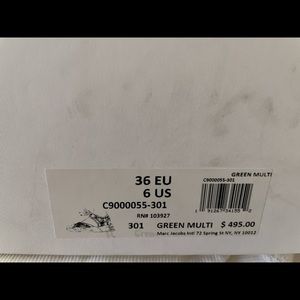 GREEN MULTI
C9000055-301
36 EU
6 US
C9000055-301
RN# 103927
301 GREEN MULTI $ 495.00
Marc Jacobs Intl 72 Spring St NY, NY 10012